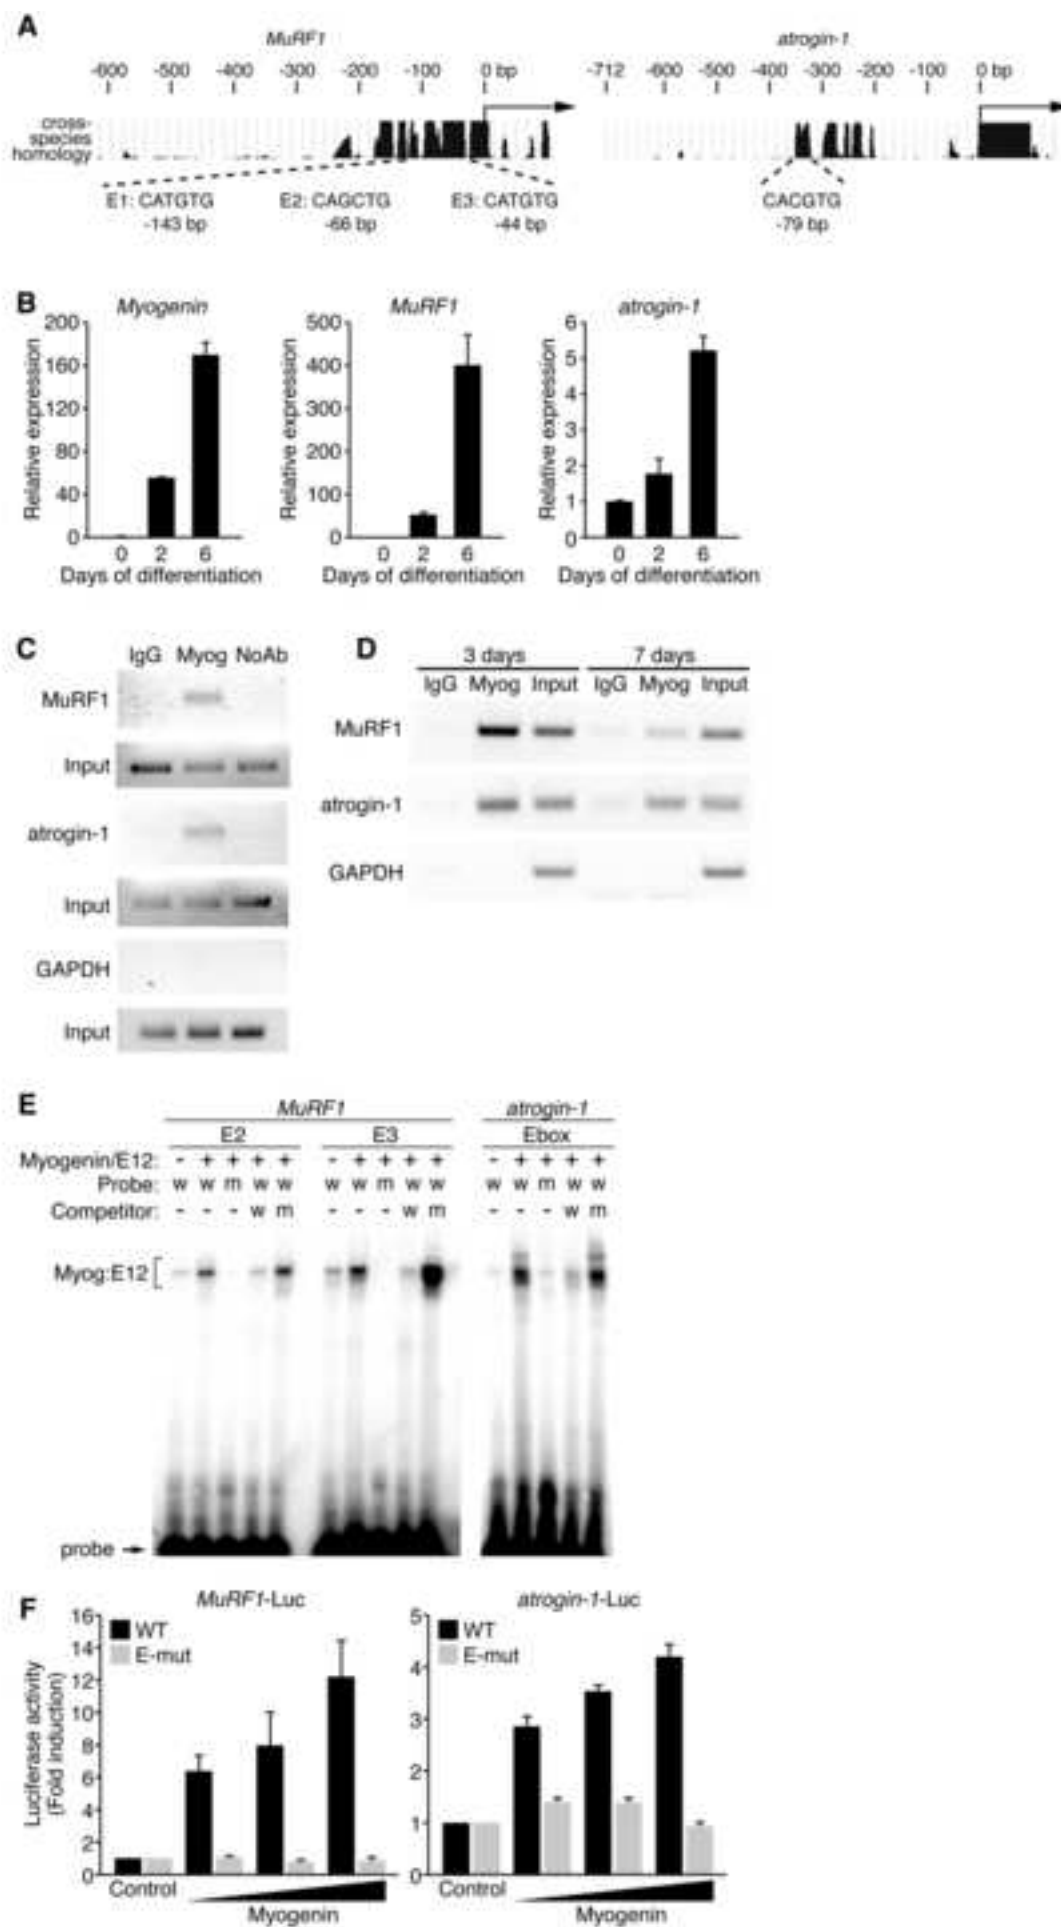 A
MuRF1
atrogin-1
-600 -500 -400 -300 -200 -100 0 bp
-712 -600 -500 -400 -300 -200 -100 0 bp
cross-
species
homology
E1: CATGTG E2: CAGCTG E3: CATGTG CACGTG
-143 bp -66 bp -44 bp -79 bp
B
Myogenin
MuRF1
atrogin-1
Relative expression
200
160
120
80
40
0
0 2 6
Days of differentiation
Relative expression
500
400
300
200
100
0
0 2 6
Days of differentiation
Relative expression
6
5
4
3
2
1
0
0 2 6
Days of differentiation
C
IgG Myog NoAb
MuRF1
Input
atrogin-1
Input
GAPDH
Input
D
3 days 7 days
IgG Myog Input IgG Myog Input
MuRF1
atrogin-1
GAPDH
E
MuRF1 atrogin-1
E2 E3 Ebox
Myogenin/E12: - + + + + - + + + + - + + + +
Probe: w w m w w w w m w w w w m w w
Competitor: - - - w m - - - w m - - - w m
Myog:E12
probe
F
MuRF1-Luc
Luciferase activity
(Fold induction)
16
14
12
10
8
6
4
2
0
WT
E-mut
Control
Myogenin
atrogin-1-Luc
5
4
3
2
1
0
WT
E-mut
Control
Myogenin